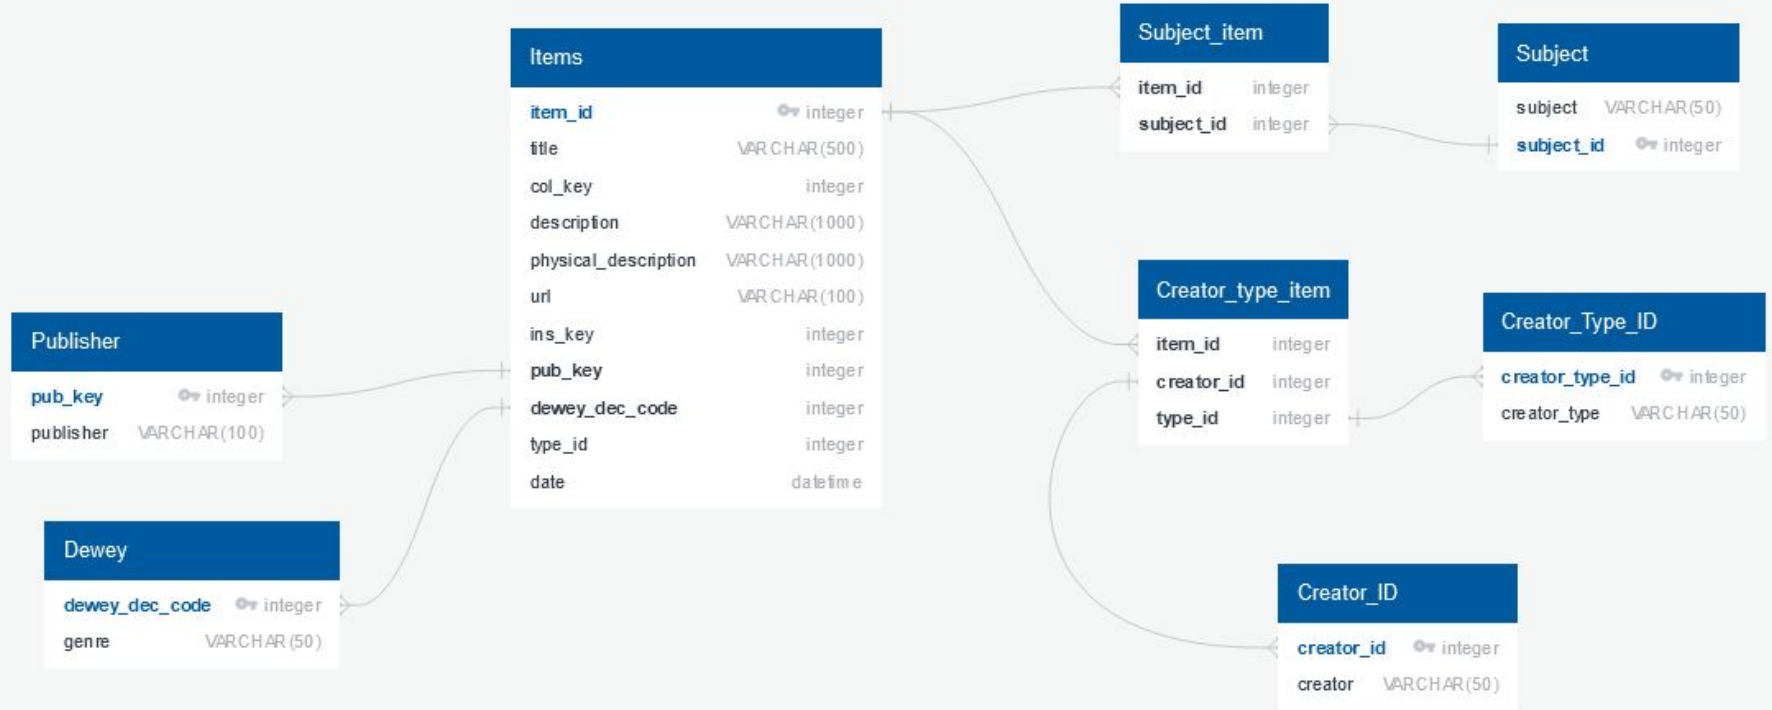 Items
item_id integer
title VARCHAR(500)
col_key integer
description VARCHAR(1000)
physical_description VARCHAR(1000)
url VARCHAR(100)
ins_key integer
pub_key integer
dewey_dec_code integer
type_id integer
date datetime
Subject_item
item_id integer
subject_id integer
Subject
subject VARCHAR(50)
subject_id integer
Publisher
pub_key integer
publisher VARCHAR(100)
Dewey
dewey_dec_code integer
genre VARCHAR(50)
Creator_type_item
item_id integer
creator_id integer
type_id integer
Creator_Type_ID
creator_type_id integer
creator_type VARCHAR(50)
Creator_ID
creator_id integer
creator VARCHAR(50)